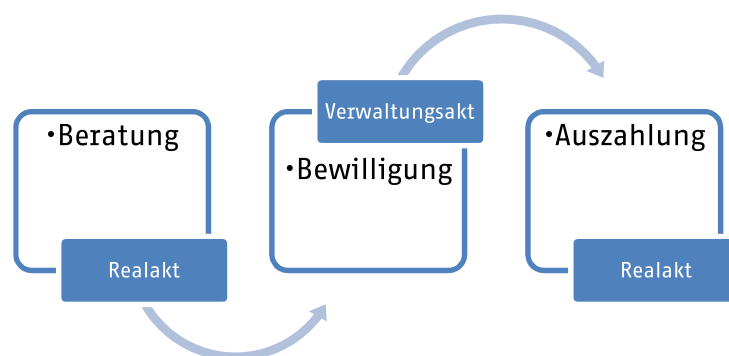 •Beratung
Realakt
Verwaltungsakt
•Bewilligung
•Auszahlung
Realakt